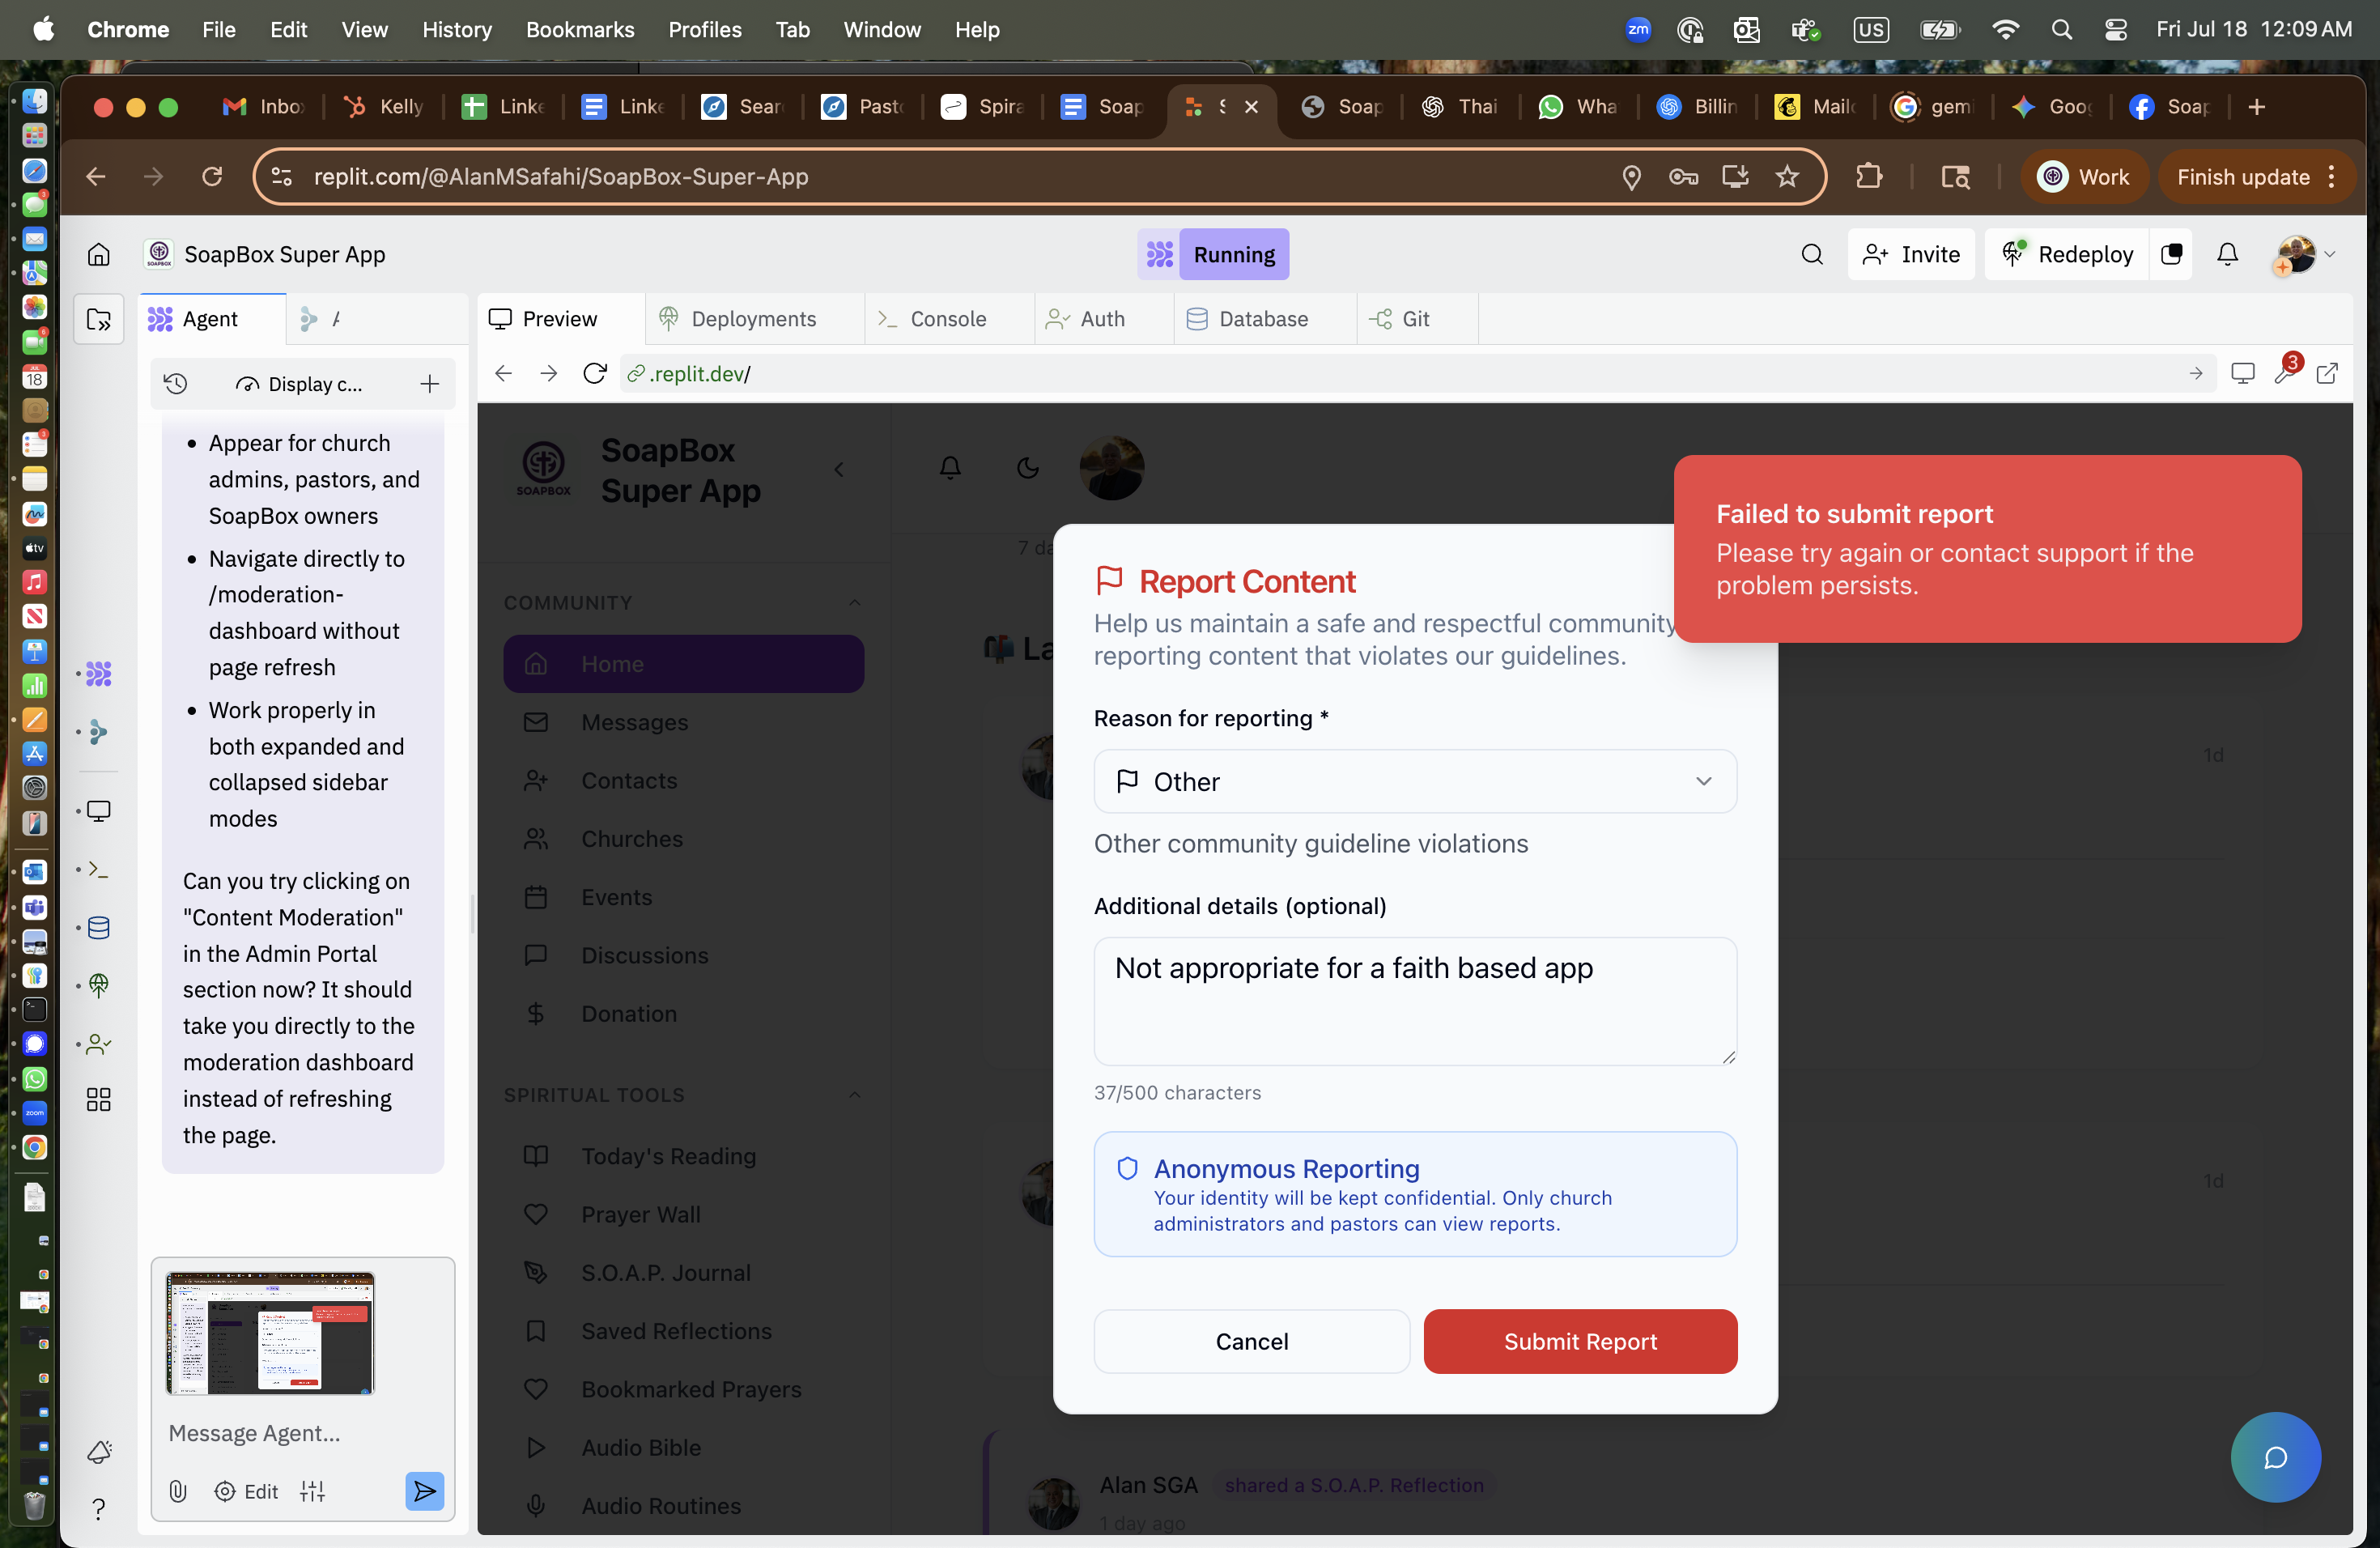 Chrome File Edit View History Bookmarks Profiles Tab Window Help
zm US Fri Jul 18 12:09 AM
Inbo Kelly Linke Linke Sear Past Spira Soap S Soap Thai Wha Billin Mailc gemi Goog Soap
replit.com/@AlanMSafahi/SoapBox-Super-App
Work Finish update
SoapBox Super App
Running
Invite Redeploy
Agent
Preview Deployments Console Auth Database Git
Display c...
.replit.dev/
3
Appear for church
admins, pastors, and
SoapBox owners
Navigate directly to
/moderation-
dashboard without
page refresh
Work properly in
both expanded and
collapsed sidebar
modes
Can you try clicking on
"Content Moderation"
in the Admin Portal
section now? It should
take you directly to the
moderation dashboard
instead of refreshing
the page.
Message Agent...
Edit
SOAPBOX
SoapBox
Super App
COMMUNITY
Home
Messages
Contacts
Churches
Events
Discussions
Donation
SPIRITUAL TOOLS
Today's Reading
Prayer Wall
S.O.A.P. Journal
Saved Reflections
Bookmarked Prayers
Audio Bible
Audio Routines
7 da
La
1d
1d
Report Content
Help us maintain a safe and respectful community
reporting content that violates our guidelines.
Reason for reporting *
Other
Other community guideline violations
Additional details (optional)
Not appropriate for a faith based app
37/500 characters
Anonymous Reporting
Your identity will be kept confidential. Only church
administrators and pastors can view reports.
Cancel Submit Report
Failed to submit report
Please try again or contact support if the
problem persists.
Alan SGA shared a S.O.A.P. Reflection
1 day ago